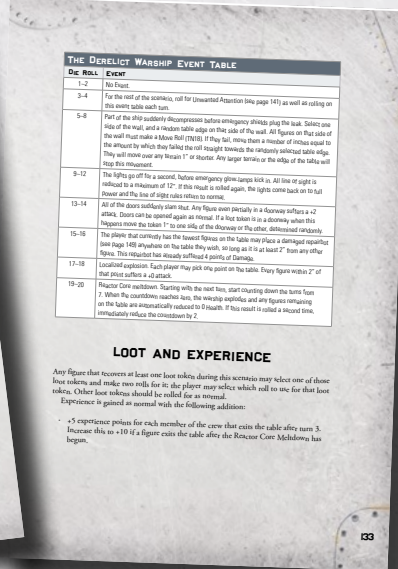 THE DERELICT WARSHIP EVENT TABLE
DIE ROLL EVENT
1–2 No Event.
3–4 For the rest of the scenario, roll for Unwanted Attention (see page 141) as well as rolling on
this event table each turn.
5–8 Part of the ship suddenly decompresses before emergency shields plug the leak. Select one
side of the wall, and a random table edge on that side of the wall. All figures on that side of
the wall must make a Move Roll (TN18). If they fail, move them a number of inches equal to
the amount by which they failed the roll straight towards the randomly selected table edge.
They will move over any terrain 1" or shorter. Any larger terrain or the edge of the table will
stop this movement.
9–12 The lights go off for a second, before emergency glow-lamps kick in. All line of sight is
reduced to a maximum of 12". If this result is rolled again, the lights come back on to full
power and the line of sight rules return to normal.
13–14 All of the doors suddenly slam shut. Any figure even partially in a doorway suffers a +2
attack. Doors can be opened again as normal. If a loot token is in a doorway when this
happens move the token 1" to one side of the doorway or the other, determined randomly.
15–16 The player that currently has the fewest figures on the table may place a damaged repairbot
(see page 149) anywhere on the table they wish, so long as it is at least 2" from any other
figure. This repairbot has already suffered 4 points of Damage.
17–18 Localized explosion. Each player may pick one point on the table. Every figure within 2" of
that point suffers a +0 attack.
19–20 Reactor Core meltdown. Starting with the next turn, start counting down the turns from
7. When the countdown reaches zero, the warship explodes and any figures remaining
on the table are automatically reduced to 0 Health. If this result is rolled a second time,
immediately reduce the countdown by 2.
LOOT AND EXPERIENCE
Any figure that recovers at least one loot token during this scenario may select one of those
loot tokens and make two rolls for it; the player may select which roll to use for that loot
token. Other loot tokens should be rolled for as normal.
Experience is gained as normal with the following addition:
· +5 experience points for each member of the crew that exits the table after turn 3.
Increase this to +10 if a figure exits the table after the Reactor Core Meltdown has
begun.
133